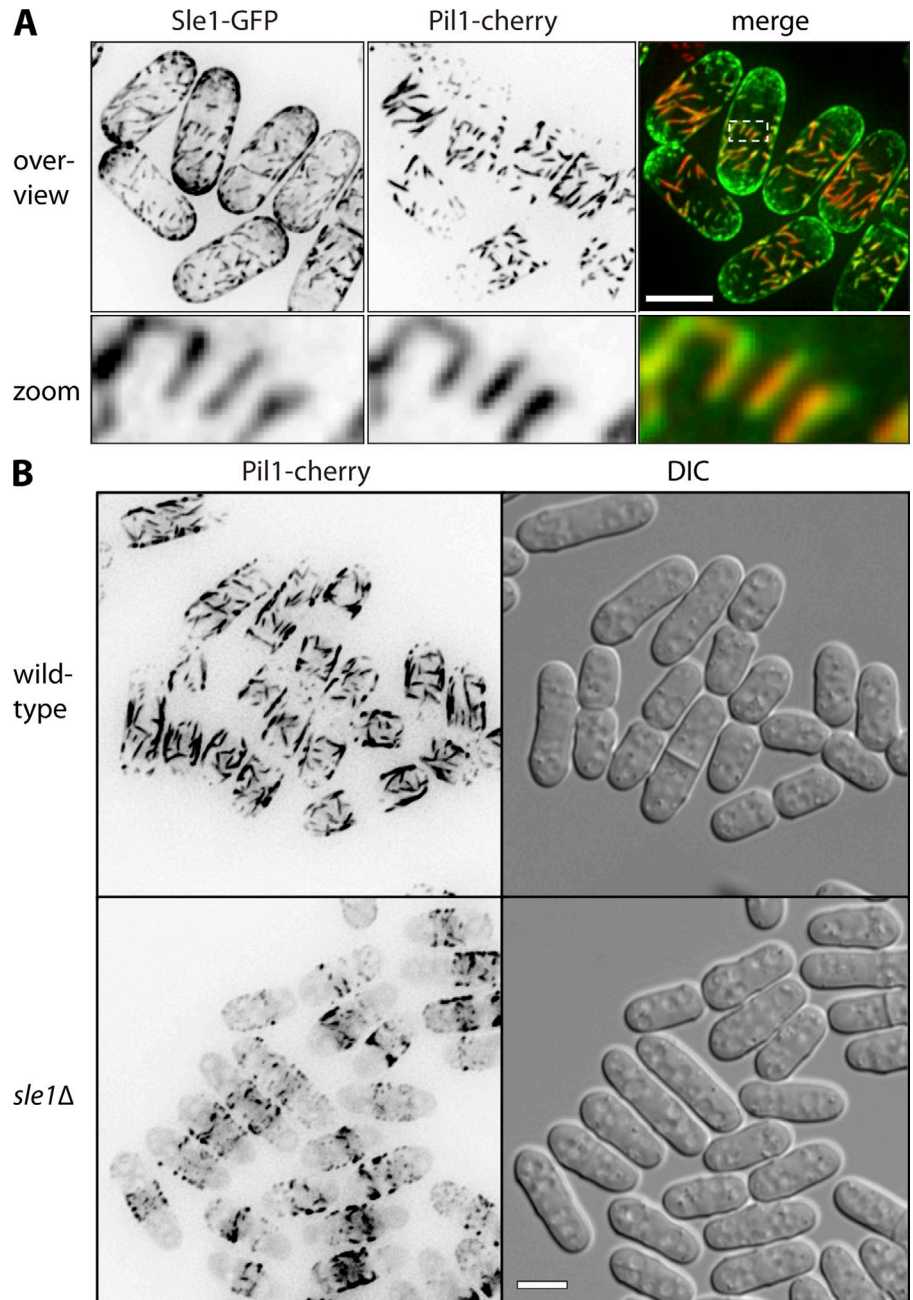 A
Sle1-GFP
Pil1-cherry
merge
over-
view
zoom
B
Pil1-cherry
DIC
wild-
type
sle1Δ